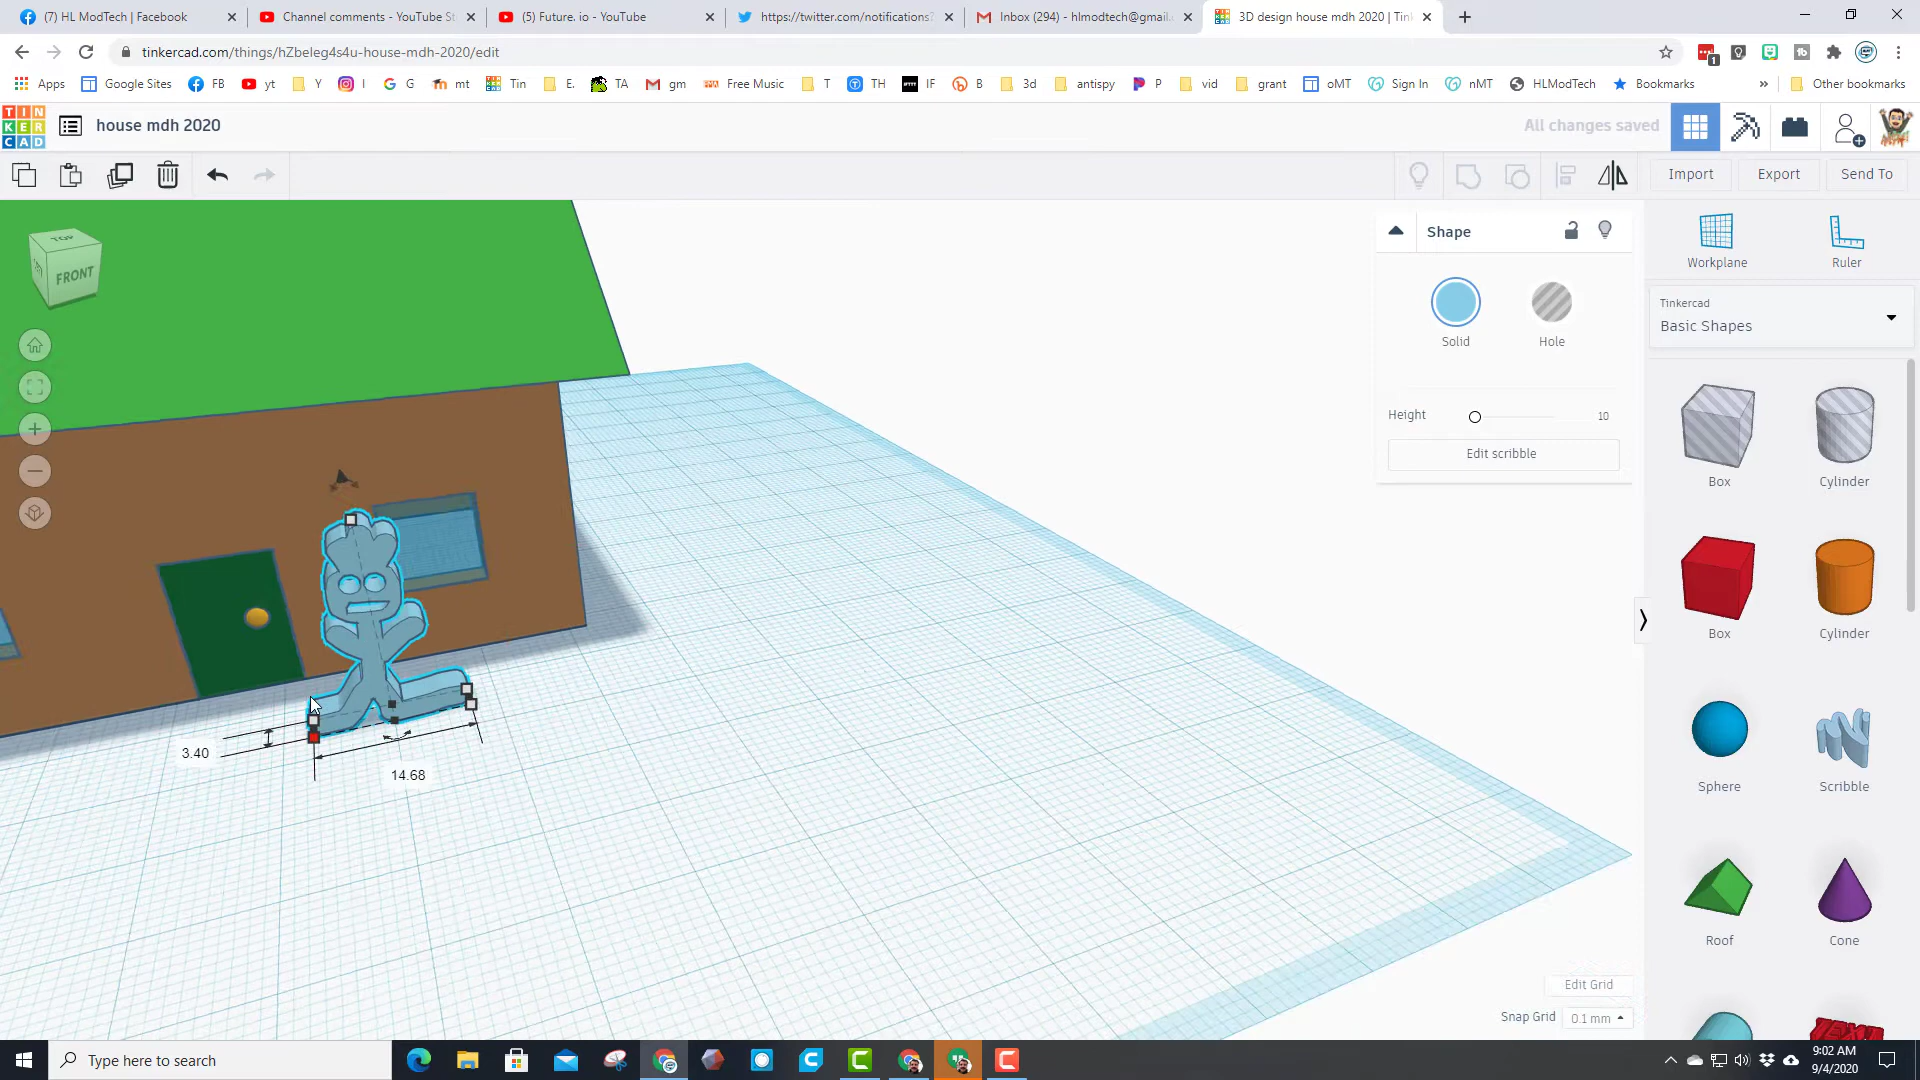 (7) HL ModTech | Facebook
Channel comments - YouTube St
(5) Future. io - YouTube
https://twitter.com/notifications?
Inbox (294) - hlmodtech@gmail.
3D design house mdh 2020 | Tin
tinkercad.com/things/hZbeleg4s4u-house-mdh-2020/edit
1
Apps Google Sites FB yt Y I G mt Tin E. TA gm Free Music T TH IF B 3d antispy P vid grant oMT Sign In nMT HLModTech Bookmarks » Other bookmarks
TIN
KER
CAD
house mdh 2020
All changes saved
Import Export Send To
TOP
FRONT
Shape
Solid Hole
Height 10
Edit scribble
Workplane Ruler
Tinkercad
Basic Shapes
Box Cylinder
Box Cylinder
Sphere Scribble
Roof Cone
TEXT
3.40
14.68
Edit Grid
Snap Grid 0.1 mm
Type here to search
9:02 AM
9/4/2020